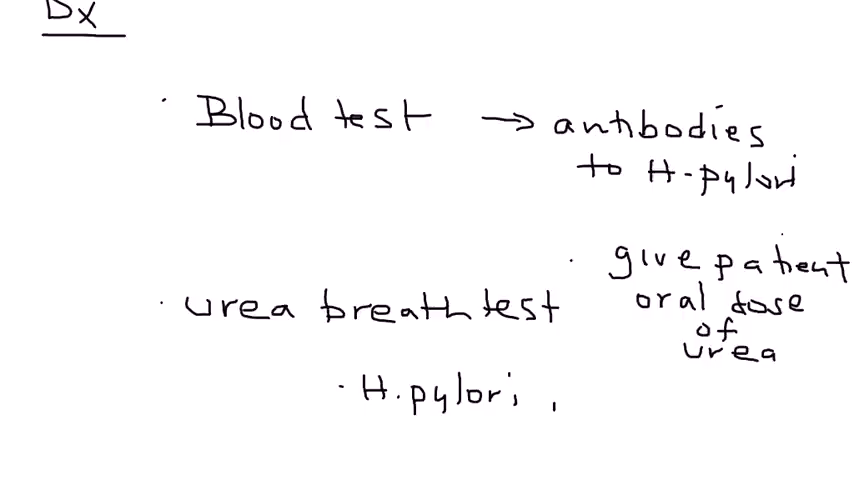 Dx
· Blood test → antibodies
to H-pylori
· give patient
oral dose
of
urea
· urea breath test
· H.pylori